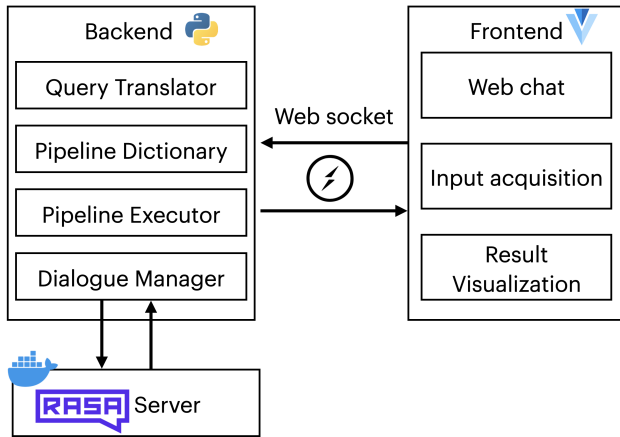 Backend
Query Translator
Pipeline Dictionary
Pipeline Executor
Dialogue Manager
RASA Server
Web socket
Frontend
Web chat
Input acquisition
Result
Visualization